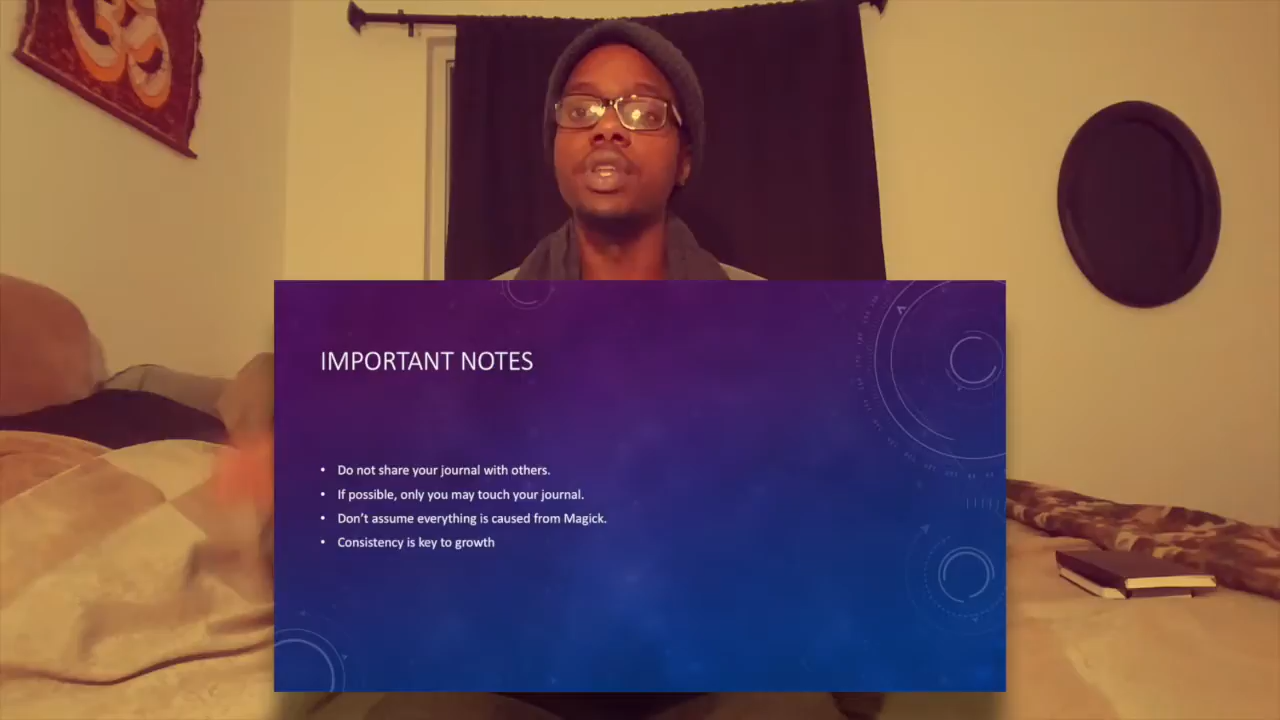 IMPORTANT NOTES
• Do not share your journal with others.
• If possible, only you may touch your journal.
• Don't assume everything is caused from Magick.
• Consistency is key to growth